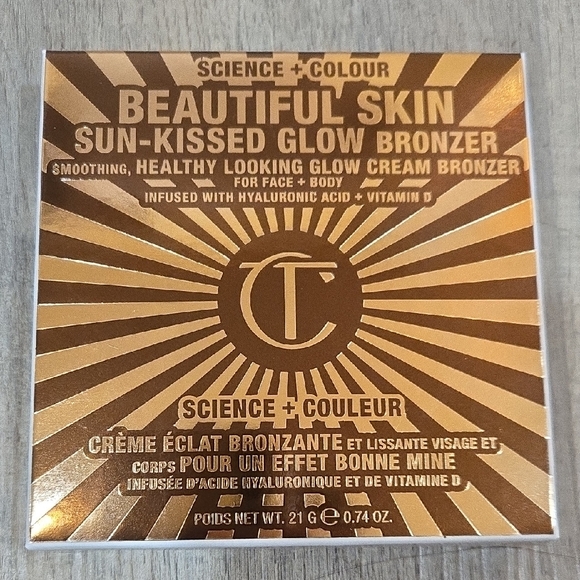 SCIENCE + COLOUR
BEAUTIFUL SKIN
SUN-KISSED GLOW BRONZER
SMOOTHING, HEALTHY LOOKING GLOW CREAM BRONZER
FOR FACE + BODY
INFUSED WITH HYALURONIC ACID + VITAMIN D
CT
SCIENCE + COULEUR
CRÈME ÉCLAT BRONZANTE ET LISSANTE VISAGE ET
CORPS POUR UN EFFET BONNE MINE
INFUSÉE D'ACIDE HYALURONIQUE ET DE VITAMINE D
POIDS NET WT. 21 G ℮ 0.74 OZ.